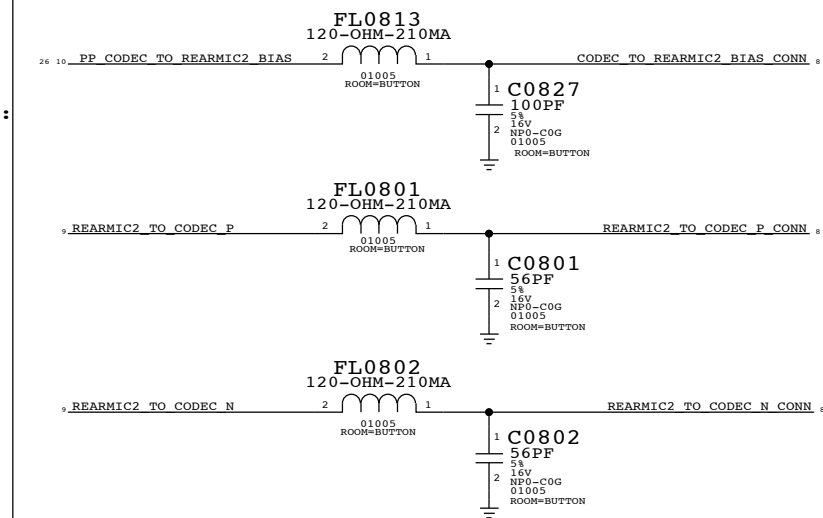 FL0813
120-OHM-210MA
26 10 PP_CODEC_TO_REARMIC2_BIAS 2 1 CODEC_TO_REARMIC2_BIAS_CONN 8
01005
ROOM=BUTTON
1 C0827
100PF
5%
16V
2 NP0-C0G
01005
ROOM=BUTTON
FL0801
120-OHM-210MA
9 REARMIC2_TO_CODEC_P 2 1 REARMIC2_TO_CODEC_P_CONN 8
01005
ROOM=BUTTON
1 C0801
56PF
5%
16V
2 NP0-C0G
01005
ROOM=BUTTON
FL0802
120-OHM-210MA
9 REARMIC2_TO_CODEC_N 2 1 REARMIC2_TO_CODEC_N_CONN 8
01005
ROOM=BUTTON
1 C0802
56PF
5%
16V
2 NP0-C0G
01005
ROOM=BUTTON